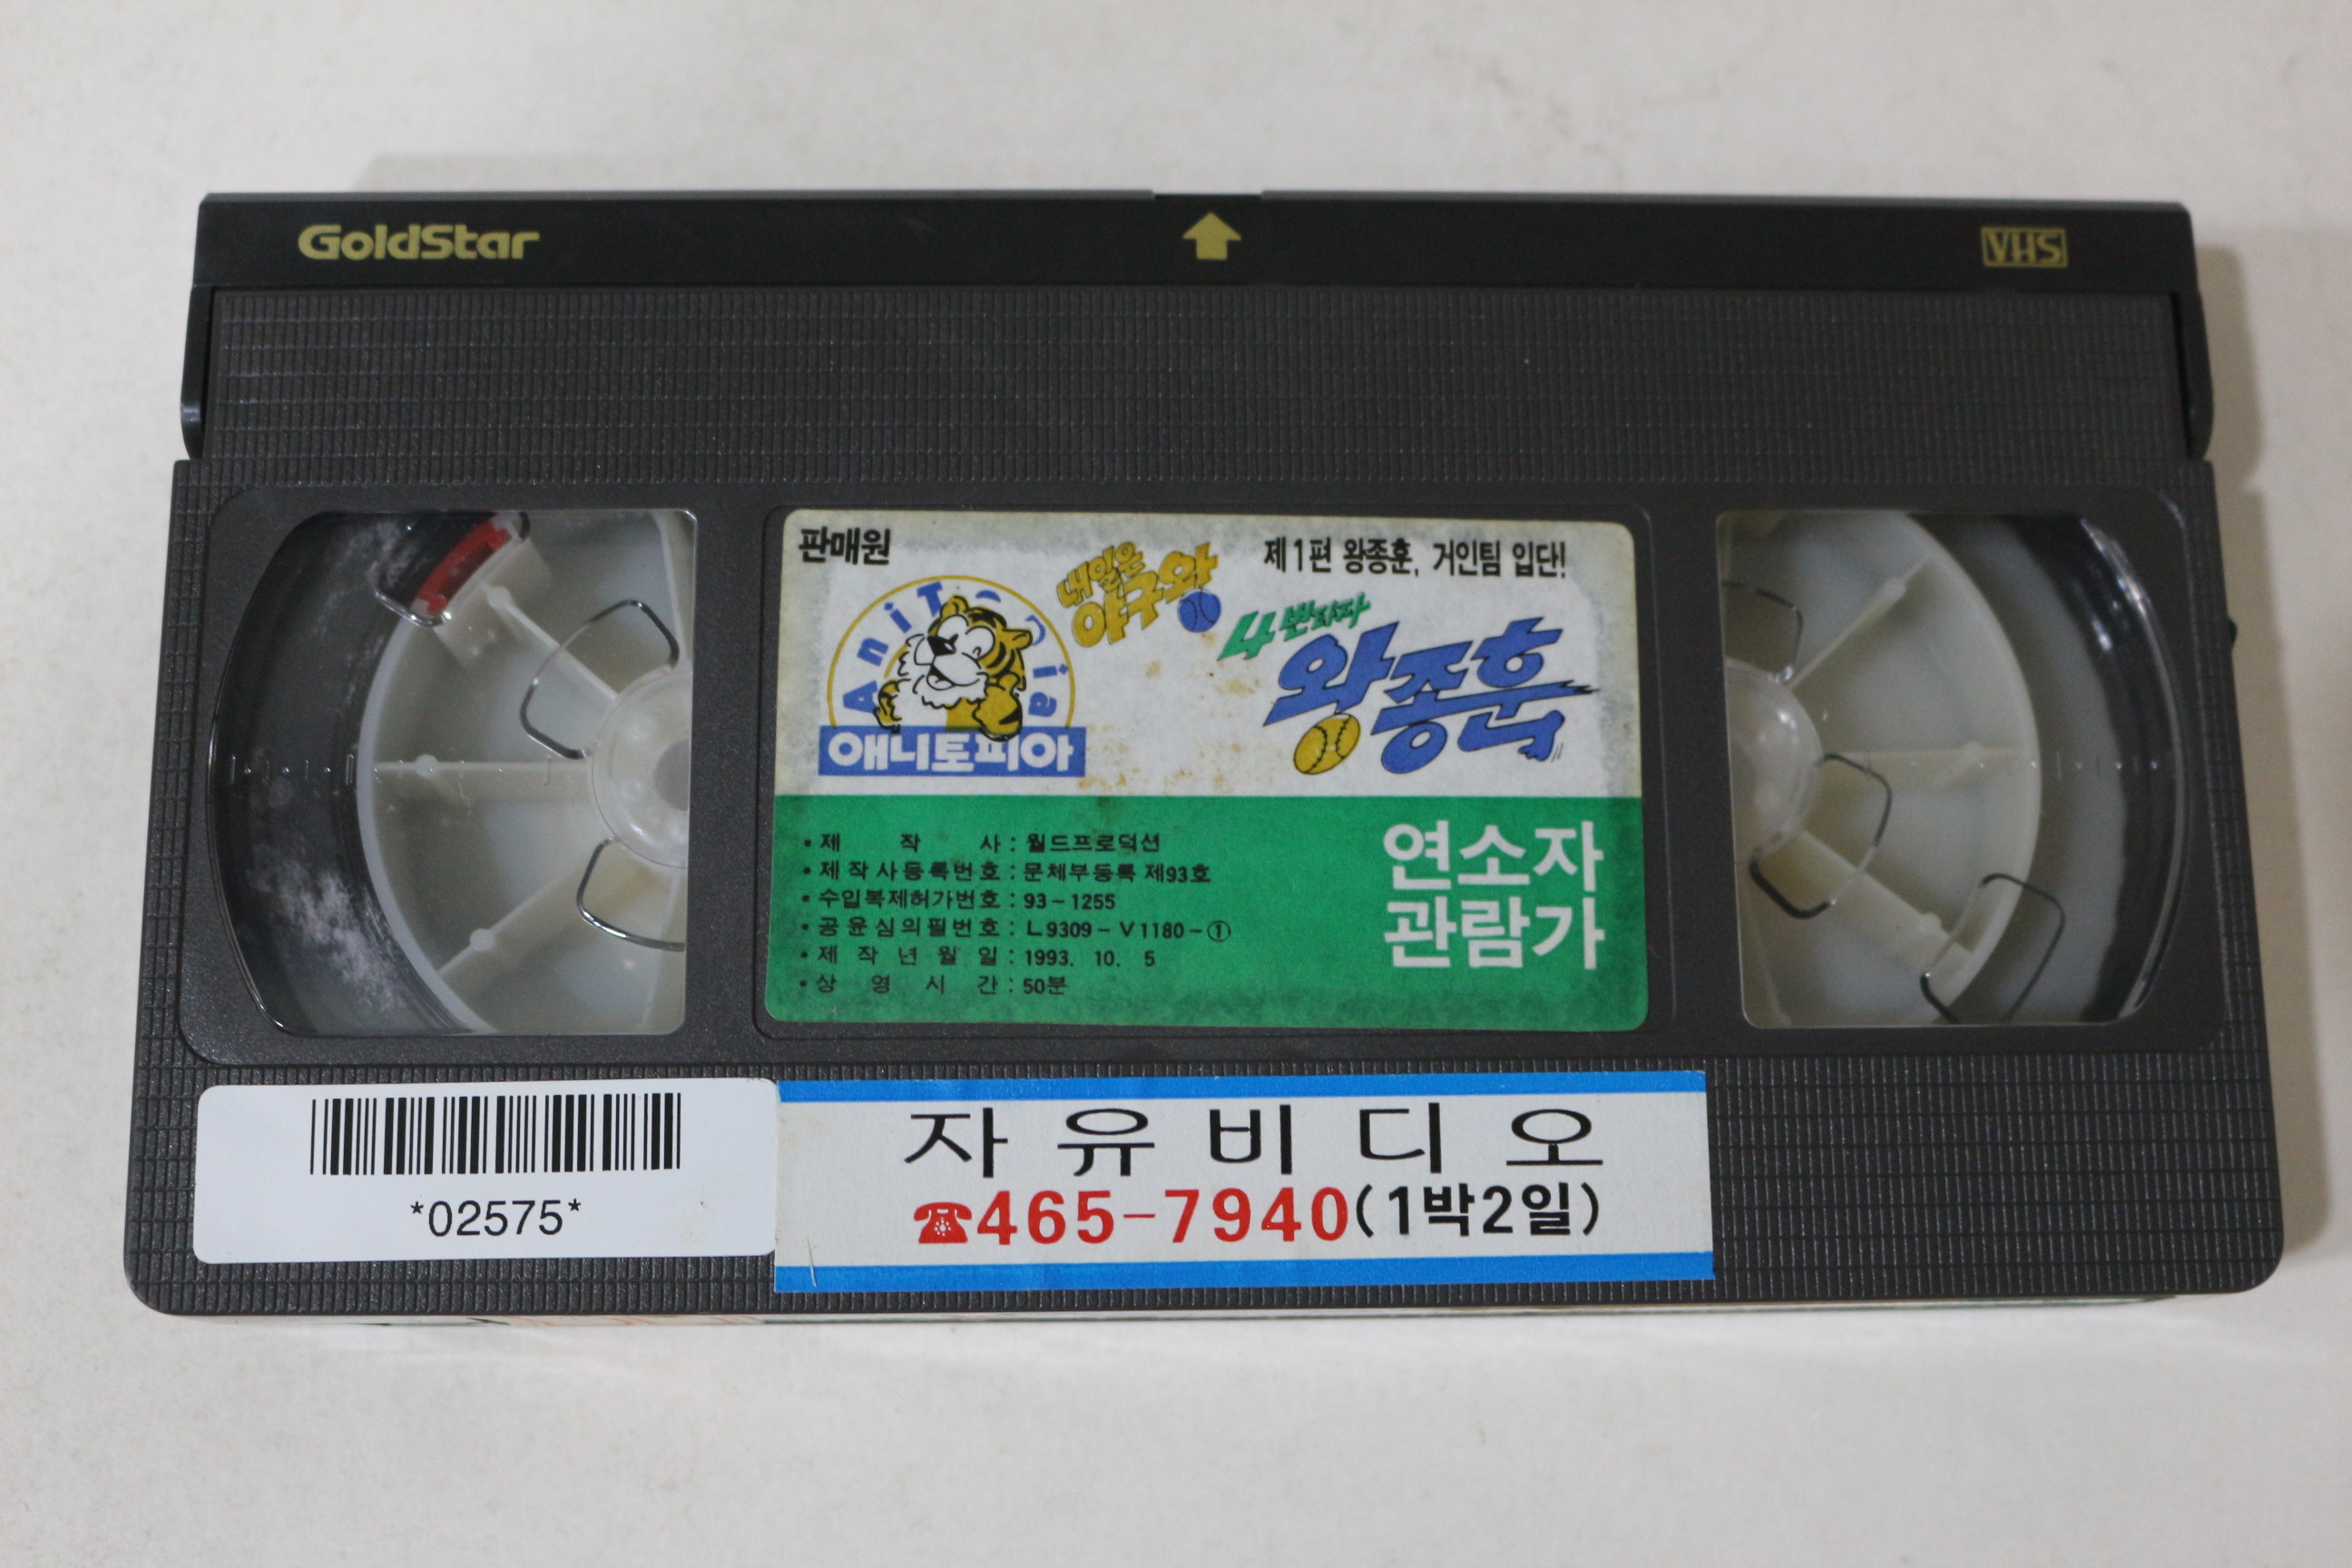 GoldStar
VHS
판매원
AniTopia
애니토피아
내일은
야구왕
제1편 왕종훈, 거인팀 입단!
4번타자
왕종훈
• 제 작 사 : 월드프로덕션
• 제작사등록번호 : 문체부등록 제93호
• 수입복제허가번호 : 93-1255
• 공윤심의필번호 : L9309-V1180-①
• 제 작 년 월 일 : 1993. 10. 5
• 상 영 시 간 : 50분
연소자
관람가
*02575*
자유비디오
☎465-7940(1박2일)